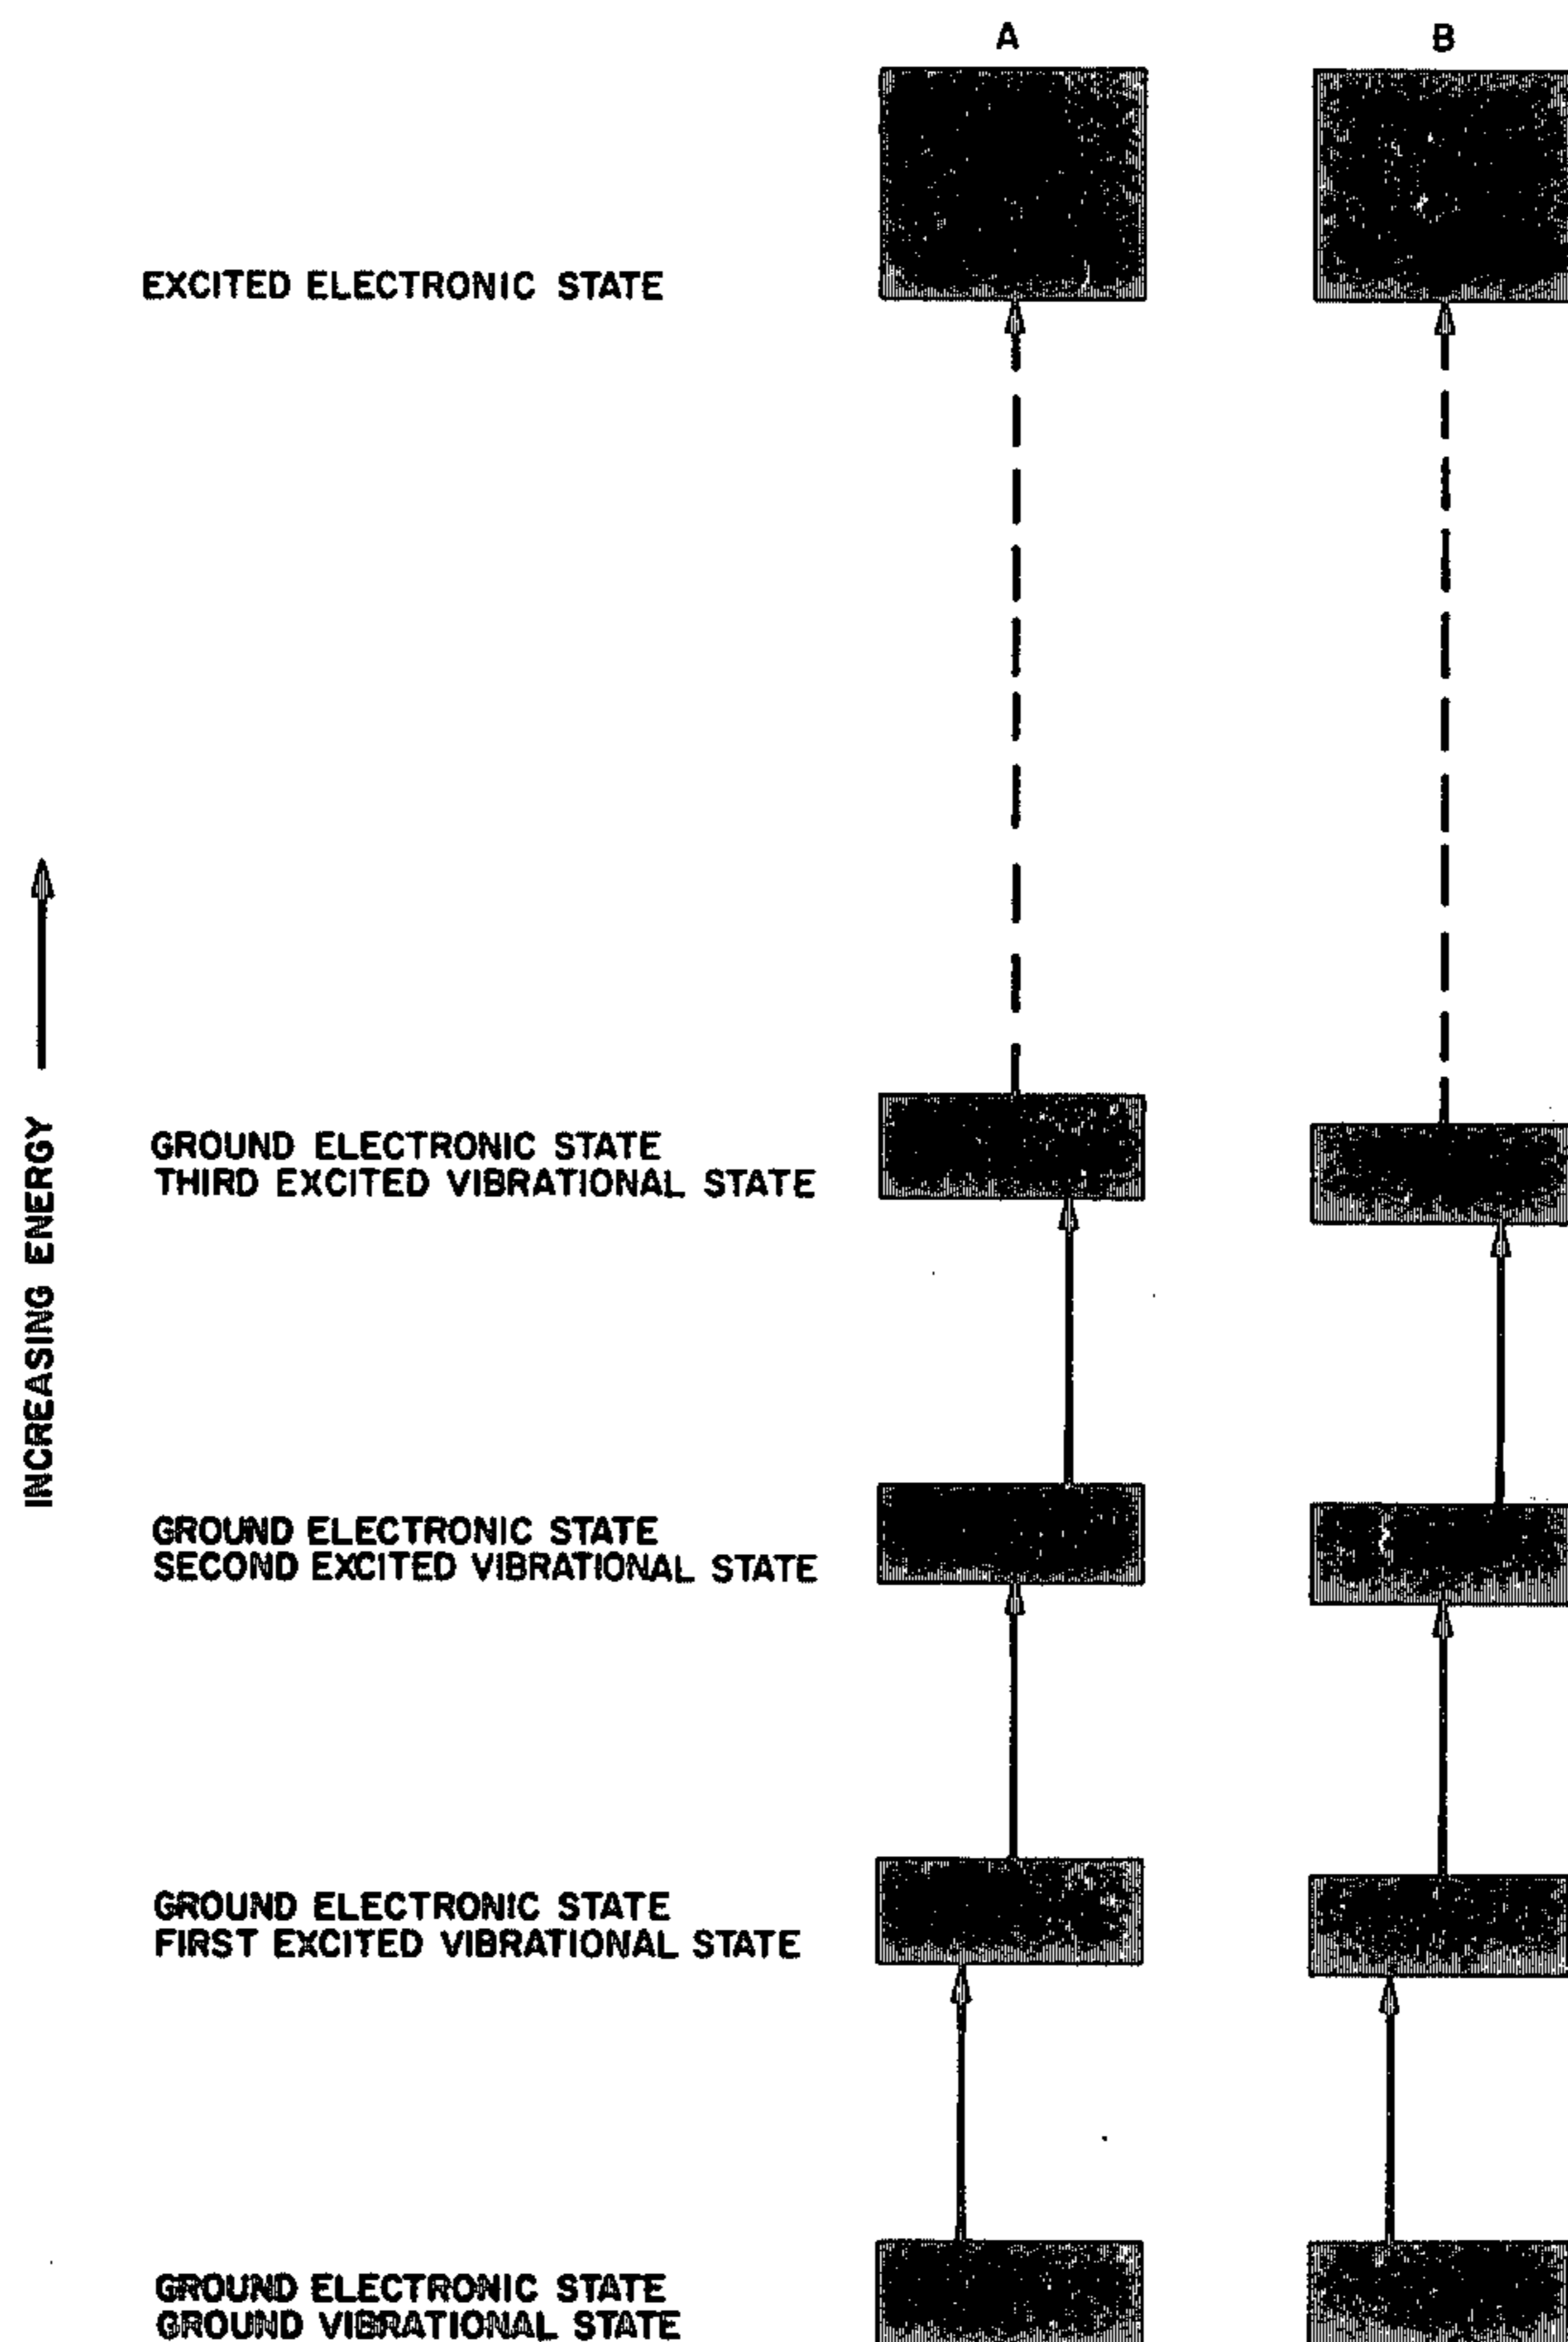 A
B
EXCITED ELECTRONIC STATE
INCREASING ENERGY
GROUND ELECTRONIC STATE
THIRD EXCITED VIBRATIONAL STATE
GROUND ELECTRONIC STATE
SECOND EXCITED VIBRATIONAL STATE
GROUND ELECTRONIC STATE
FIRST EXCITED VIBRATIONAL STATE
GROUND ELECTRONIC STATE
GROUND VIBRATIONAL STATE